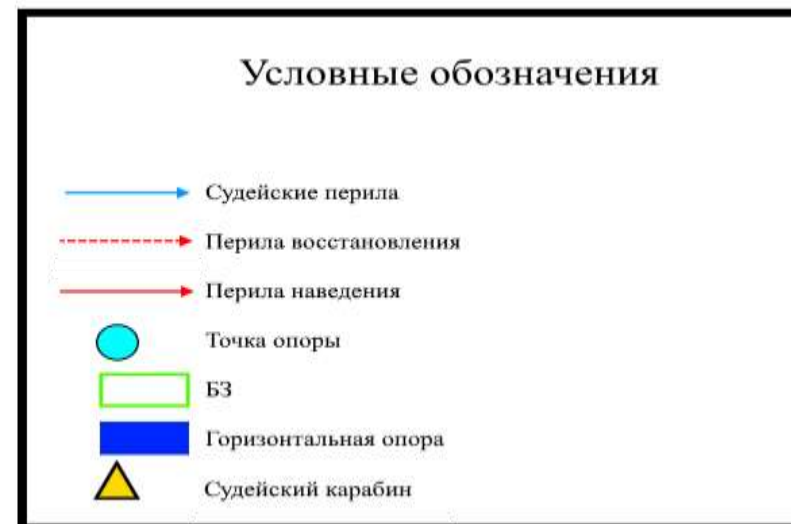 Условные обозначения
Судейские перила
Перила восстановления
Перила наведения
Точка опоры
БЗ
Горизонтальная опора
Судейский карабин